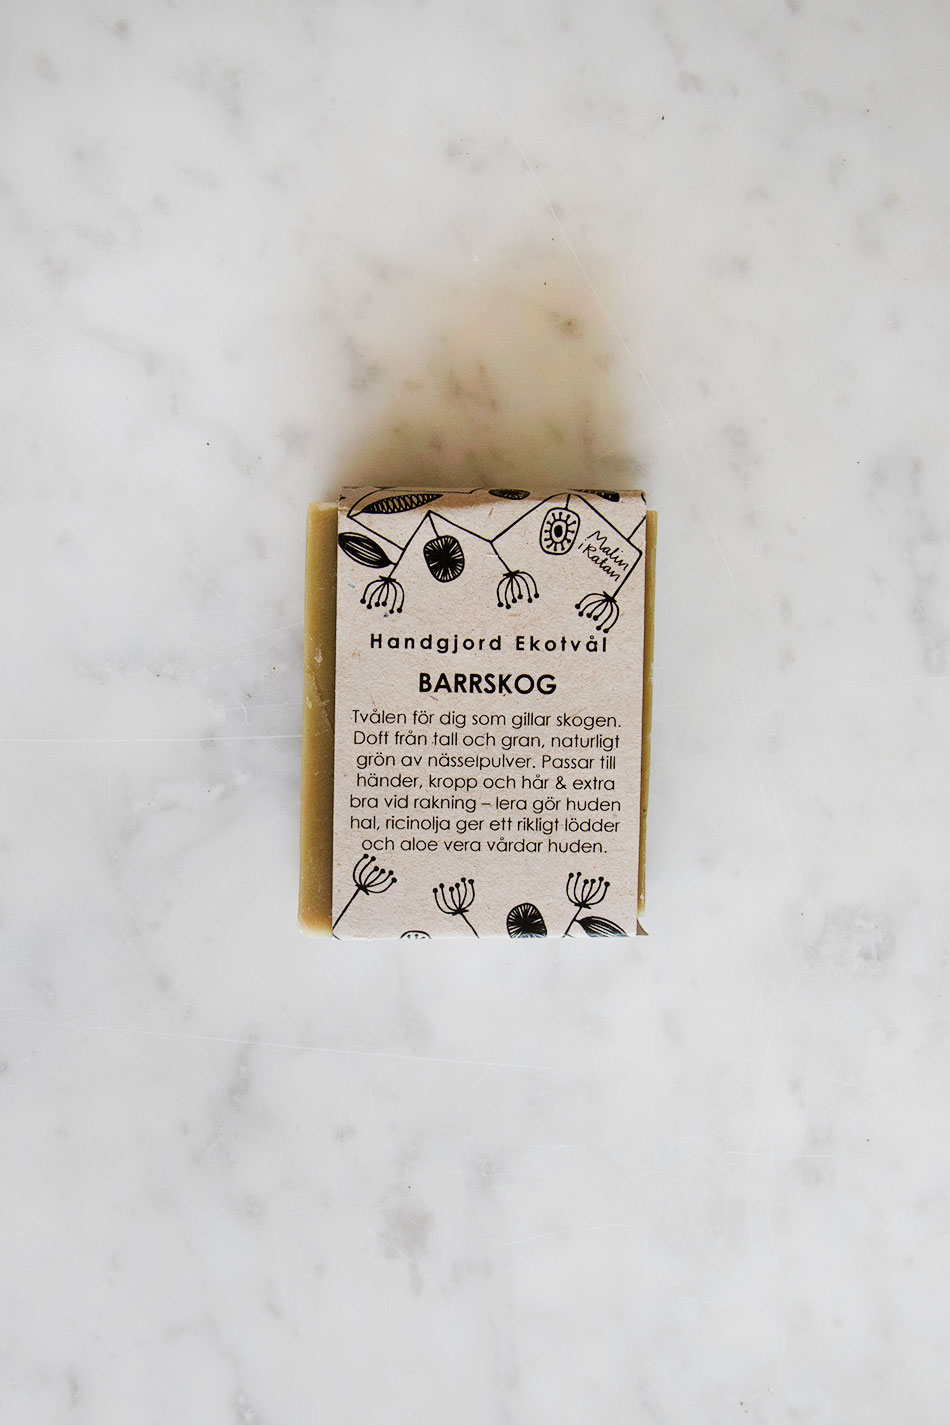 Malin
i Ratan
Handgjord Ekotvål
BARRSKOG
Tvålen för dig som gillar skogen.
Doft från tall och gran, naturligt
grön av nässelpulver. Passar till
händer, kropp och hår & extra
bra vid rakning – lera gör huden
hal, ricinolja ger ett rikligt lödder
och aloe vera vårdar huden.